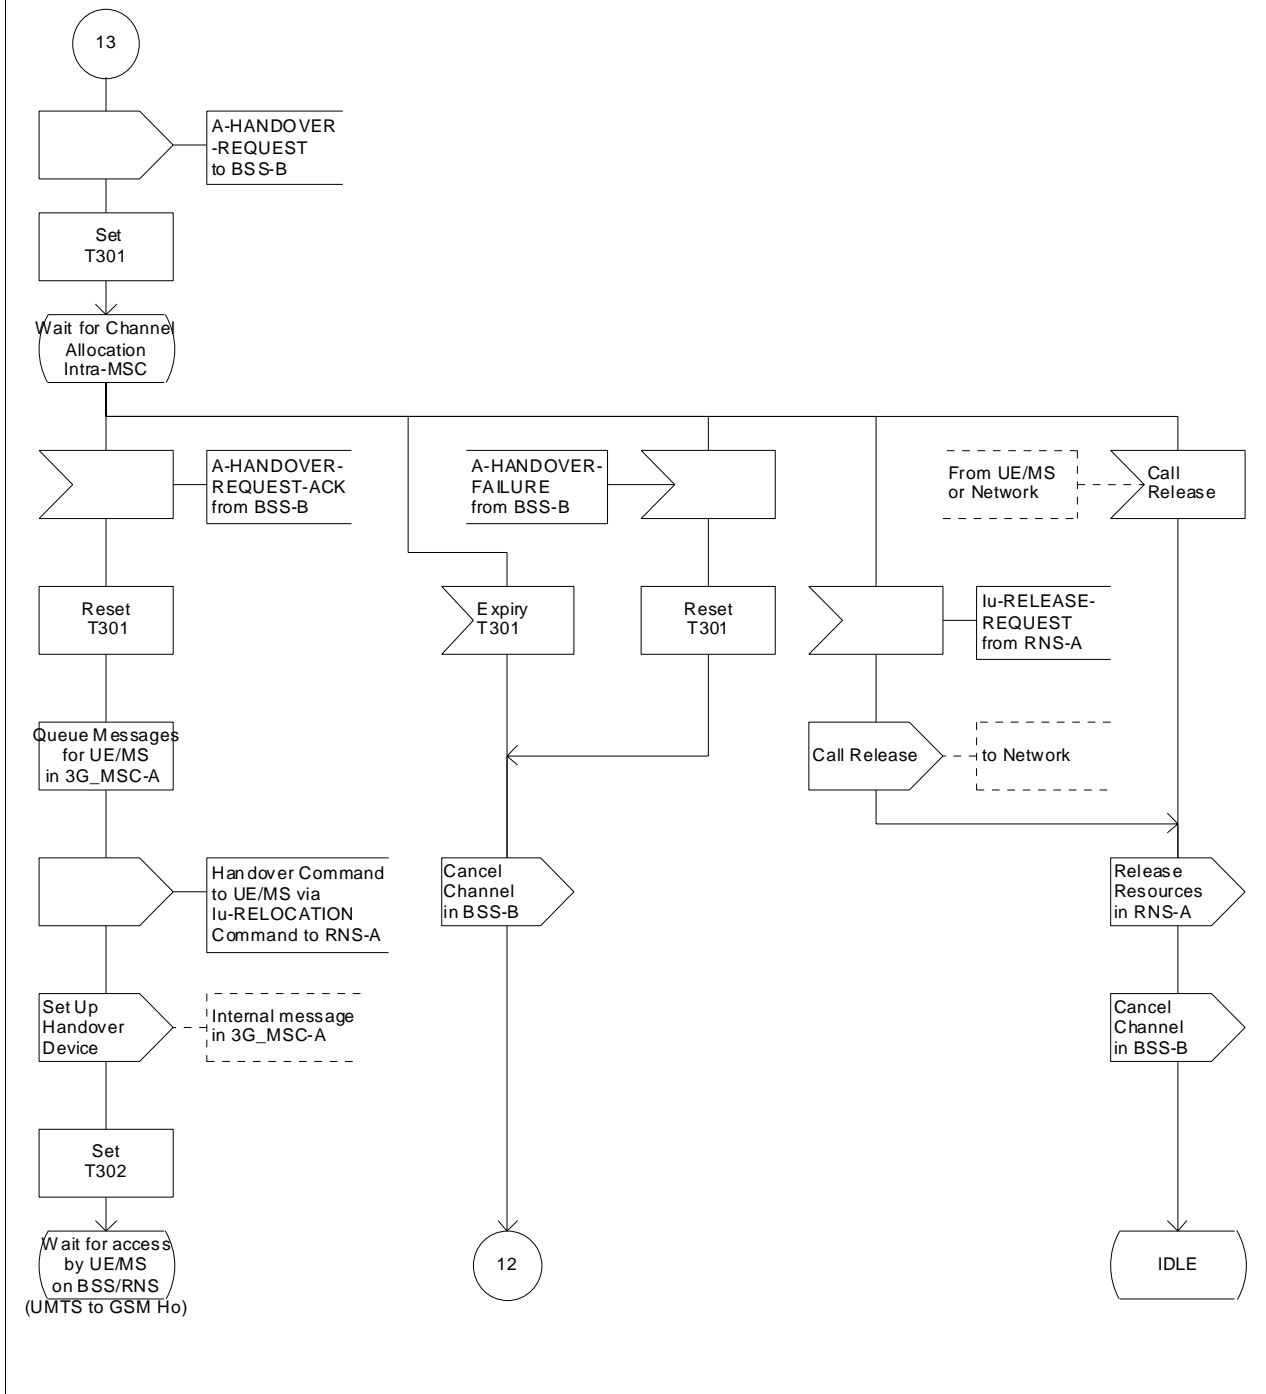 13
A-HANDOVER
-REQUEST
to BSS-B
Set
T301
Wait for Channel
Allocation
Intra-MSC
A-HANDOVER-
REQUEST-ACK
from BSS-B
A-HANDOVER-
FAILURE
from BSS-B
From UE/MS
or Network
Call
Release
Reset
T301
Expiry
T301
Reset
T301
Iu-RELEASE-
REQUEST
from RNS-A
Queue Messages
for UE/MS
in 3G_MSC-A
Call Release
to Network
Handover Command
to UE/MS via
Iu-RELOCATION
Command to RNS-A
Cancel
Channel
in BSS-B
Release
Resources
in RNS-A
Set Up
Handover
Device
Internal message
in 3G_MSC-A
Cancel
Channel
in BSS-B
Set
T302
Wait for access
by UE/MS
on BSS/RNS
(UMTS to GSM Ho)
12
IDLE